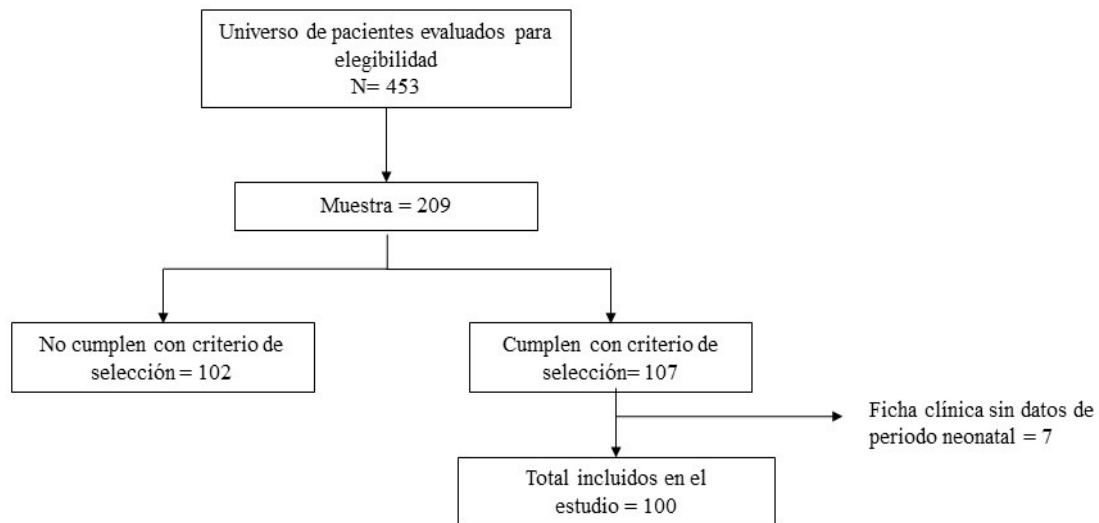 Universo de pacientes evaluados para
elegibilidad
N= 453
Muestra = 209
No cumplen con criterio de
selección = 102
Cumplen con criterio de
selección= 107
Ficha clínica sin datos de
periodo neonatal = 7
Total incluidos en el
estudio = 100